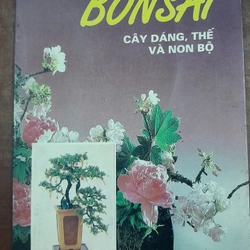 BONSAI
CÂY DÁNG, THẾ
VÀ NON BỘ